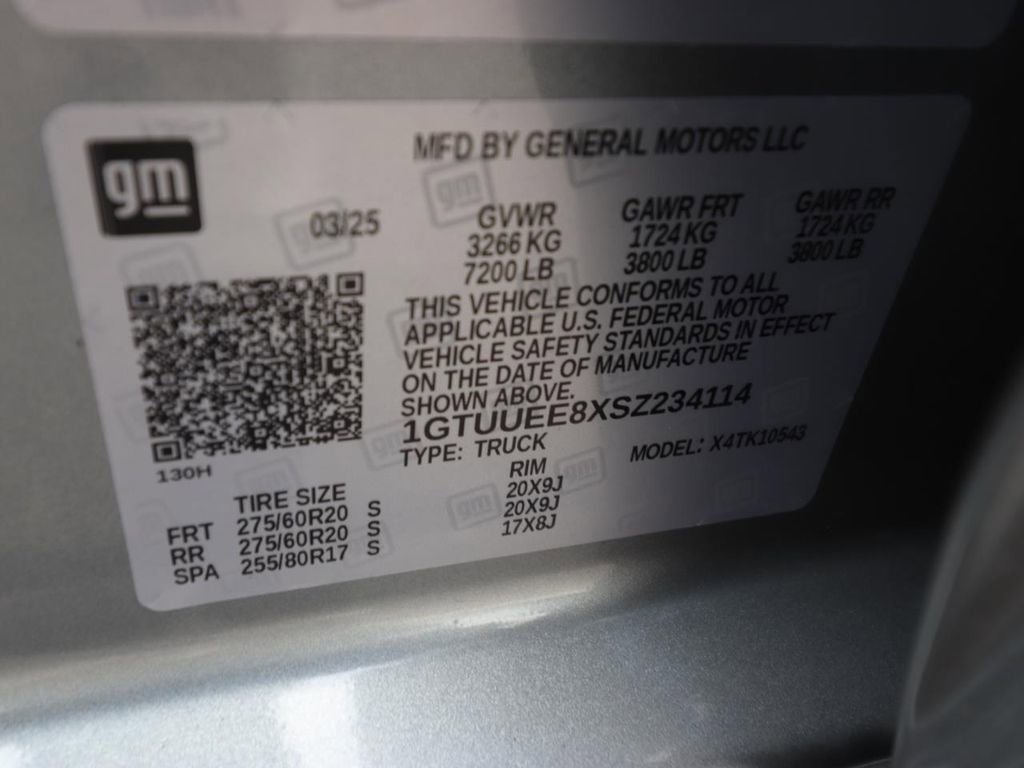 gm
MFD BY GENERAL MOTORS LLC
03/25
GVWR GAWR FRT GAWR RR
3266 KG 1724 KG 1724 KG
7200 LB 3800 LB 3800 LB
THIS VEHICLE CONFORMS TO ALL
APPLICABLE U.S. FEDERAL MOTOR
VEHICLE SAFETY STANDARDS IN EFFECT
ON THE DATE OF MANUFACTURE
SHOWN ABOVE.
1GTUUEE8XSZ234114
TYPE: TRUCK MODEL: X4TK10543
130H
TIRE SIZE RIM
FRT 275/60R20 S 20X9J
RR 275/60R20 S 20X9J
SPA 255/80R17 S 17X8J